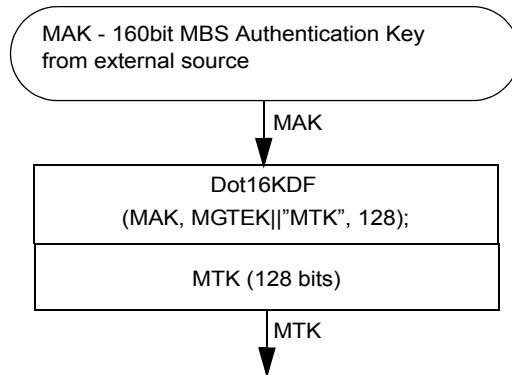 MAK - 160bit MBS Authentication Key
from external source
MAK
Dot16KDF
(MAK, MGTEK||”MTK”, 128);
MTK (128 bits)
MTK